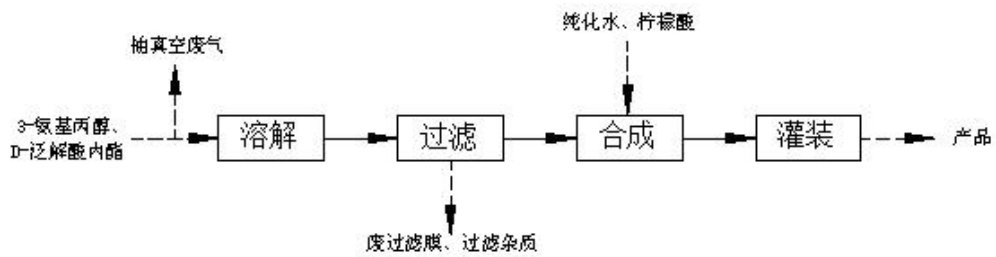 纯化水、柠檬酸
抽真空废气
3-氨基丙醇、
D-泛解酸内酯
溶解
过滤
合成
灌装
产品
废过滤膜、过滤杂质